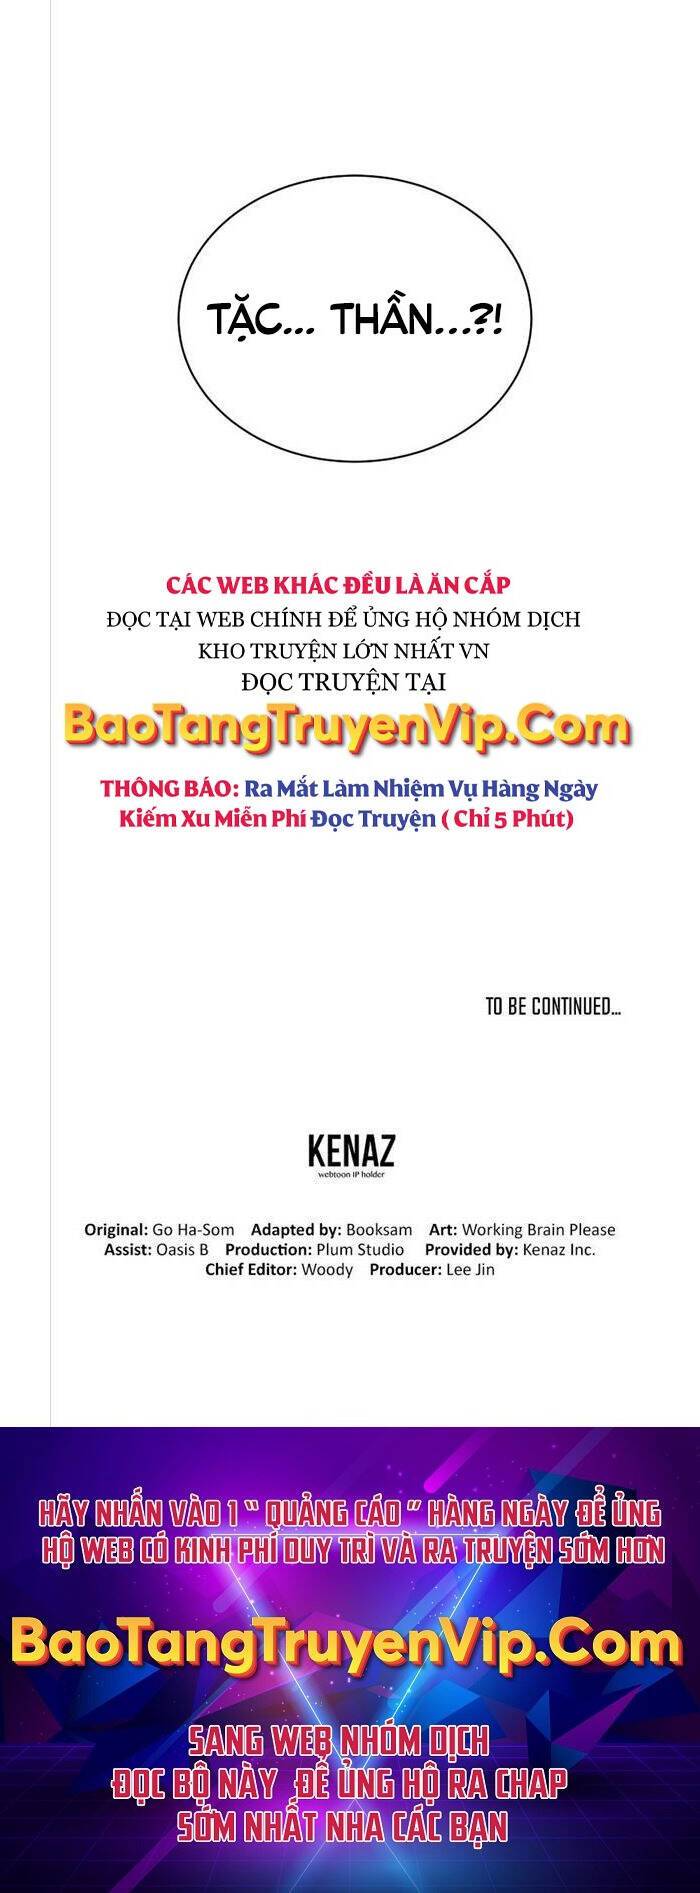 TẶC... THẦN...?!
CÁC WEB KHÁC ĐỀU LÀ ĂN CẮP
ĐỌC TẠI WEB CHÍNH ĐỂ ỦNG HỘ NHÓM DỊCH
KHO TRUYỆN LỚN NHẤT VN
ĐỌC TRUYỆN TẠI
BaoTangTruyenVip.Com
THÔNG BÁO: Ra Mắt Làm Nhiệm Vụ Hàng Ngày
Kiếm Xu Miễn Phí Đọc Truyện ( Chỉ 5 Phút)
TO BE CONTINUED...
KENAZ
webtoon IP holder
Original: Go Ha-Som Adapted by: Booksam Art: Working Brain Please
Assist: Oasis B Production: Plum Studio Provided by: Kenaz Inc.
Chief Editor: Woody Producer: Lee Jin
HÃY NHẤN VÀO 1 “ QUẢNG CÁO ” HÀNG NGÀY ĐỂ ỦNG
HỘ WEB CÓ KINH PHÍ DUY TRÌ VÀ RA TRUYỆN SỚM HƠN
BaoTangTruyenVip.Com
SANG WEB NHÓM DỊCH
ĐỌC BỘ NÀY ĐỂ ỦNG HỘ RA CHAP
SỚM NHẤT NHA CÁC BẠN